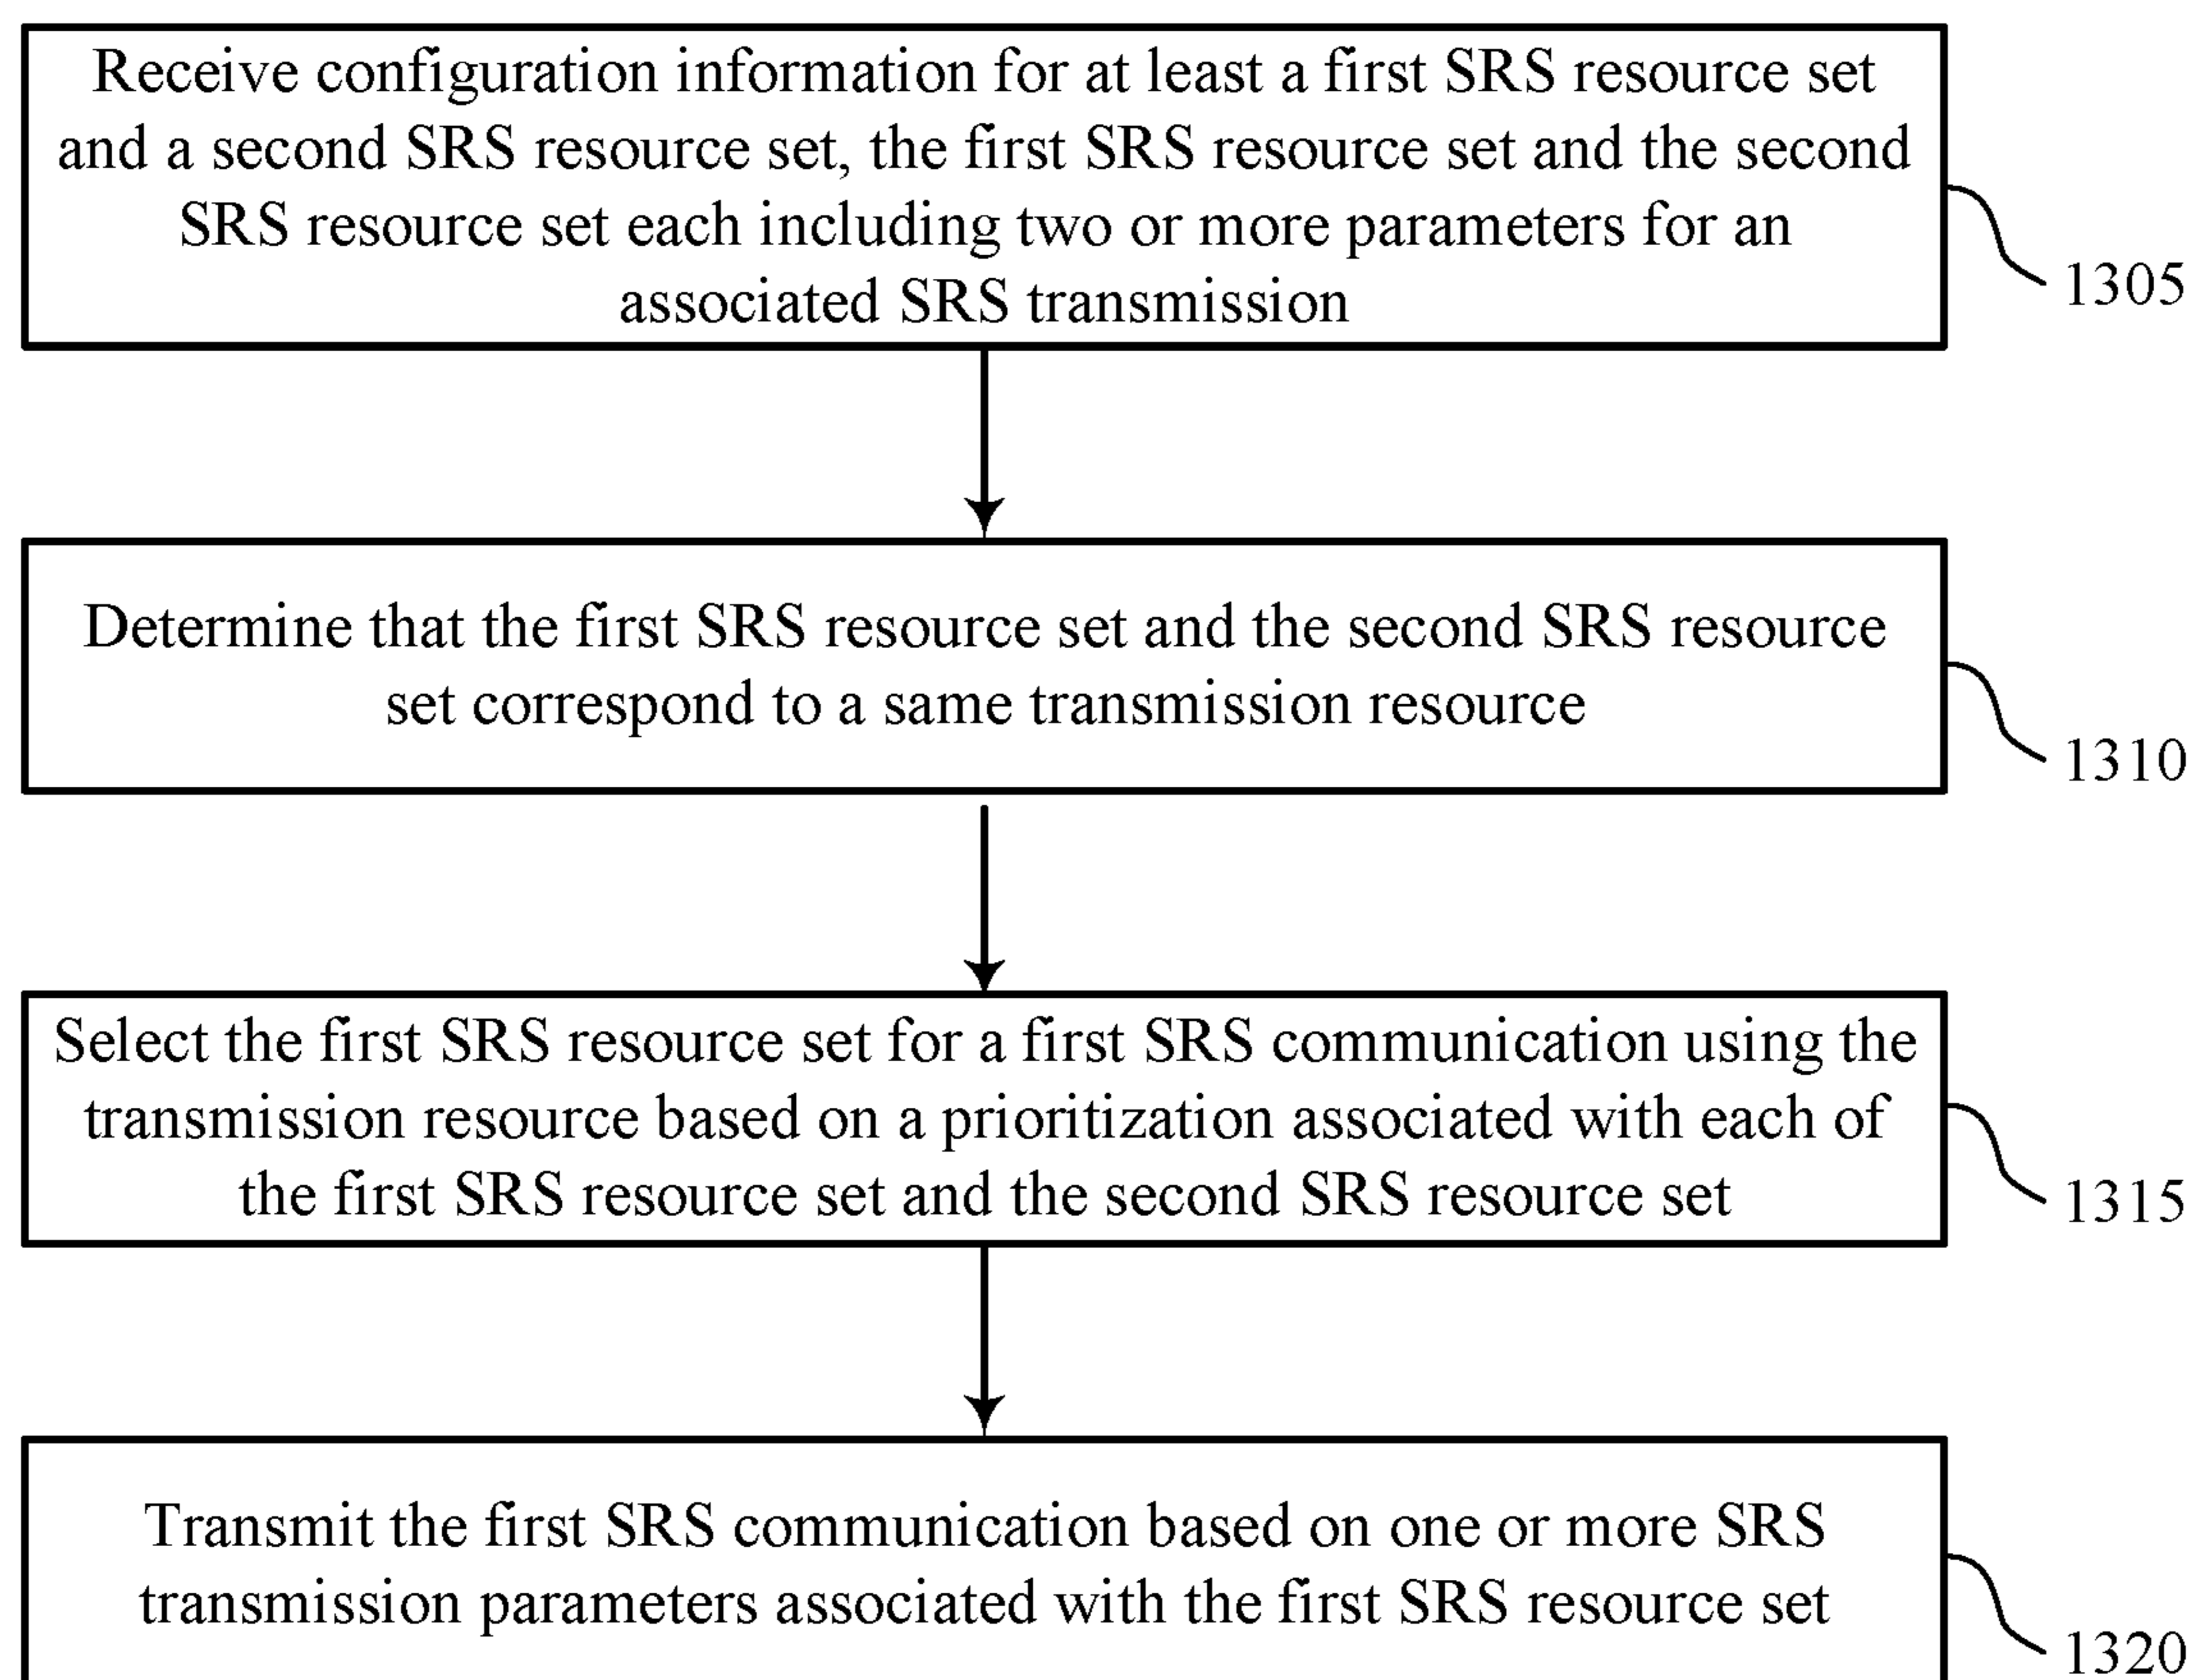 Receive configuration information for at least a first SRS resource set
and a second SRS resource set, the first SRS resource set and the second
SRS resource set each including two or more parameters for an
associated SRS transmission
1305
Determine that the first SRS resource set and the second SRS resource
set correspond to a same transmission resource
1310
Select the first SRS resource set for a first SRS communication using the
transmission resource based on a prioritization associated with each of
the first SRS resource set and the second SRS resource set
1315
Transmit the first SRS communication based on one or more SRS
transmission parameters associated with the first SRS resource set
1320